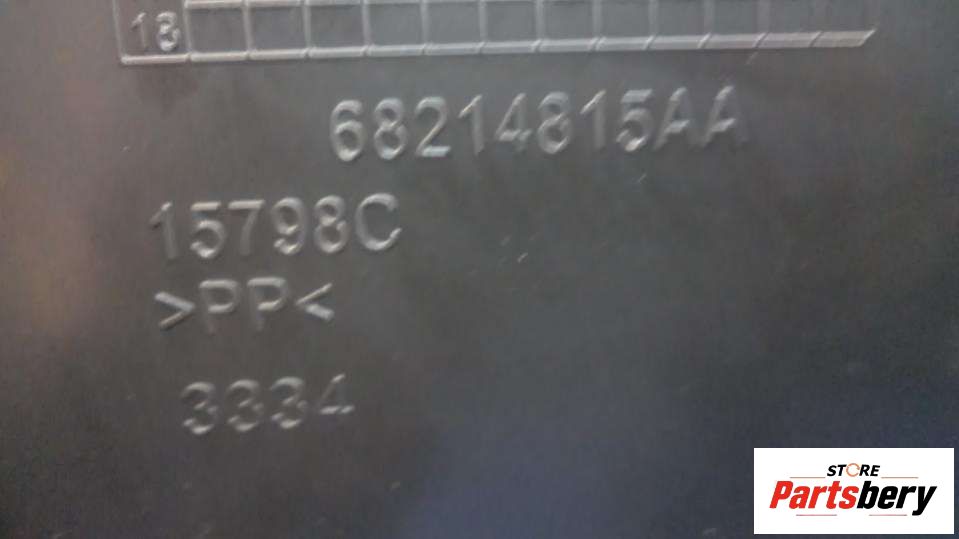 18
68214815AA
15798C
>PP<
3334
STORE
Partsbery